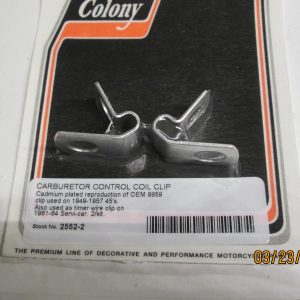 Colony
CARBURETOR CONTROL COIL CLIP
Cadmium plated reproduction of OEM 9959
clip used on 1949-1957 45's.
Also used as timer wire clip on
1961-64 Servi-car. 2/kit
Stock No. 2552-2
THE PREMIUM LINE OF DECORATIVE AND PERFORMANCE MOTORCYC
03/23/